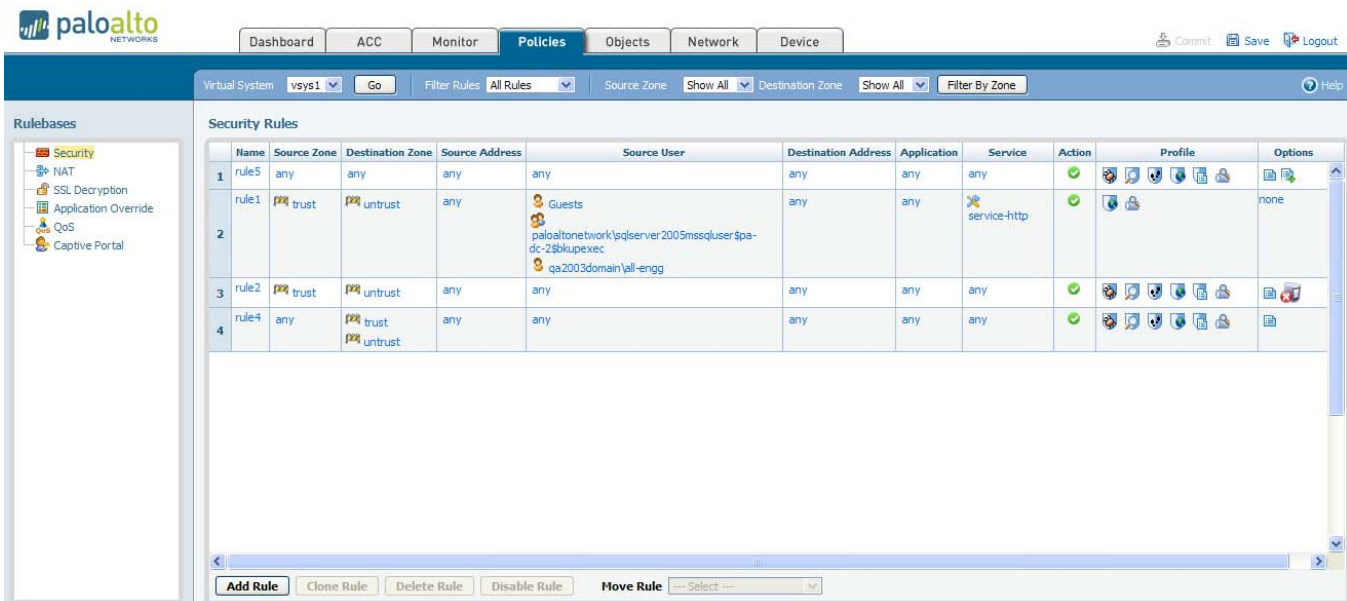 paloalto
NETWORKS
Dashboard ACC Monitor Policies Objects Network Device
Commit Save Logout
Virtual System vsys1 Go Filter Rules All Rules Source Zone Show All Destination Zone Show All Filter By Zone Help
Rulebases
Security
NAT
SSL Decryption
Application Override
QoS
Captive Portal
Security Rules
Name Source Zone Destination Zone Source Address Source User Destination Address Application Service Action Profile Options
1 rule5 any any any any any any any
2 rule1 trust untrust any Guests any any service-http none
paloaltonetwork\sqlserver2005mssqluser$pa-
dc-2$bkupexec
qa2003domain\all-engg
3 rule2 trust untrust any any any any any
4 rule4 any trust any any any any any
untrust
Add Rule Clone Rule Delete Rule Disable Rule Move Rule --- Select ---